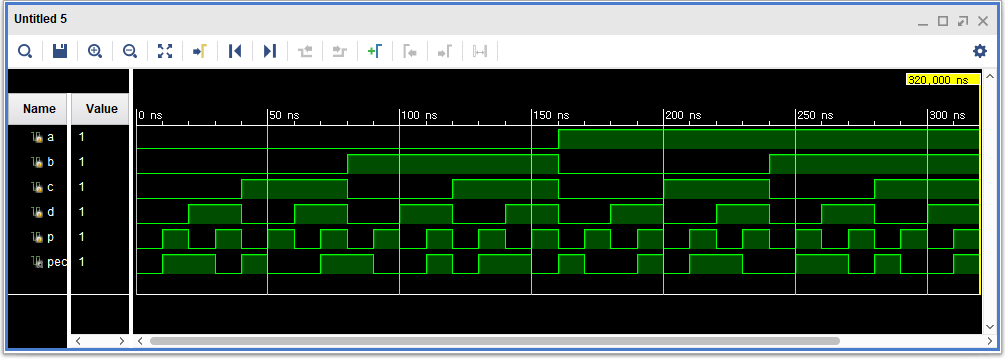 Untitled 5
320,000 ns
Name Value
0 ns 50 ns 100 ns 150 ns 200 ns 250 ns 300 ns
a 1
b 1
c 1
d 1
p 1
pec 1